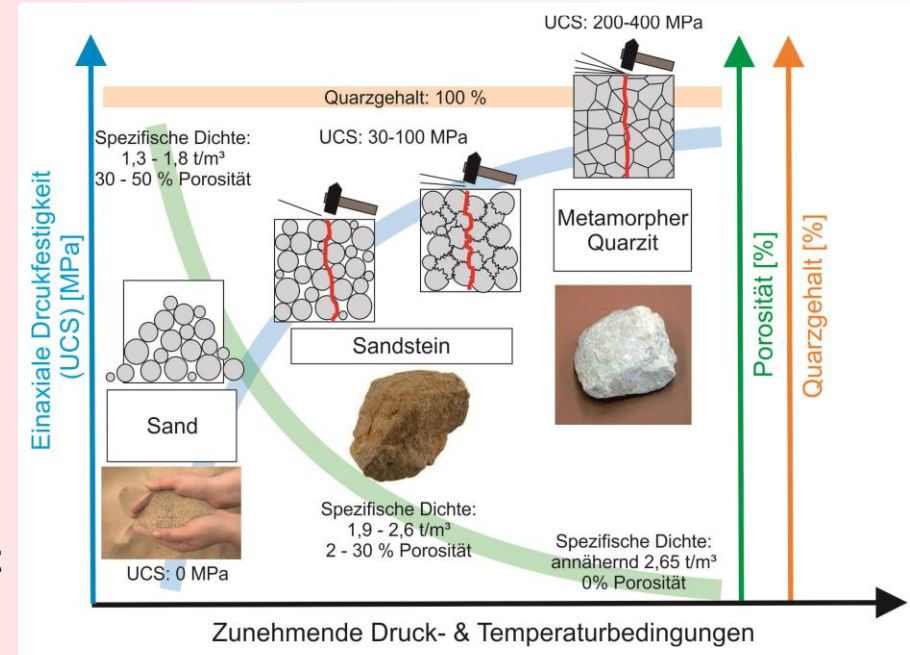 UCS: 200-400 MPa
Quarzgehalt: 100 %
Spezifische Dichte:
1,3 - 1,8 t/m³
30 - 50 % Porosität
UCS: 30-100 MPa
Einaxiale Drcukfestigkeit
(UCS) [MPa]
Metamorpher
Quarzit
Sandstein
Sand
Spezifische Dichte:
1,9 - 2,6 t/m³
2 - 30 % Porosität
UCS: 0 MPa
Spezifische Dichte:
annähernd 2,65 t/m³
0% Porosität
Porosität [%]
Quarzgehalt [%]
Zunehmende Druck- & Temperaturbedingungen